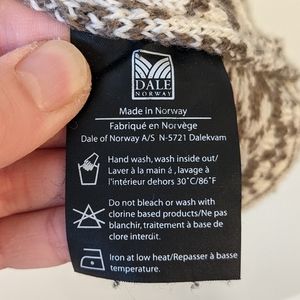 DALE
NORWAY
Made in Norway
Fabriqué en Norvège
Dale of Norway A/S N-5721 Dalekvam
Hand wash, wash inside out/
Laver à la main á , lavage à
l'intérieur dehors 30˚C/86˚F
Do not bleach or wash with
clorine based products/Ne pas
blanchir, traitement à base de
clore interdit.
Iron at low heat/Repasser à basse
temperature.